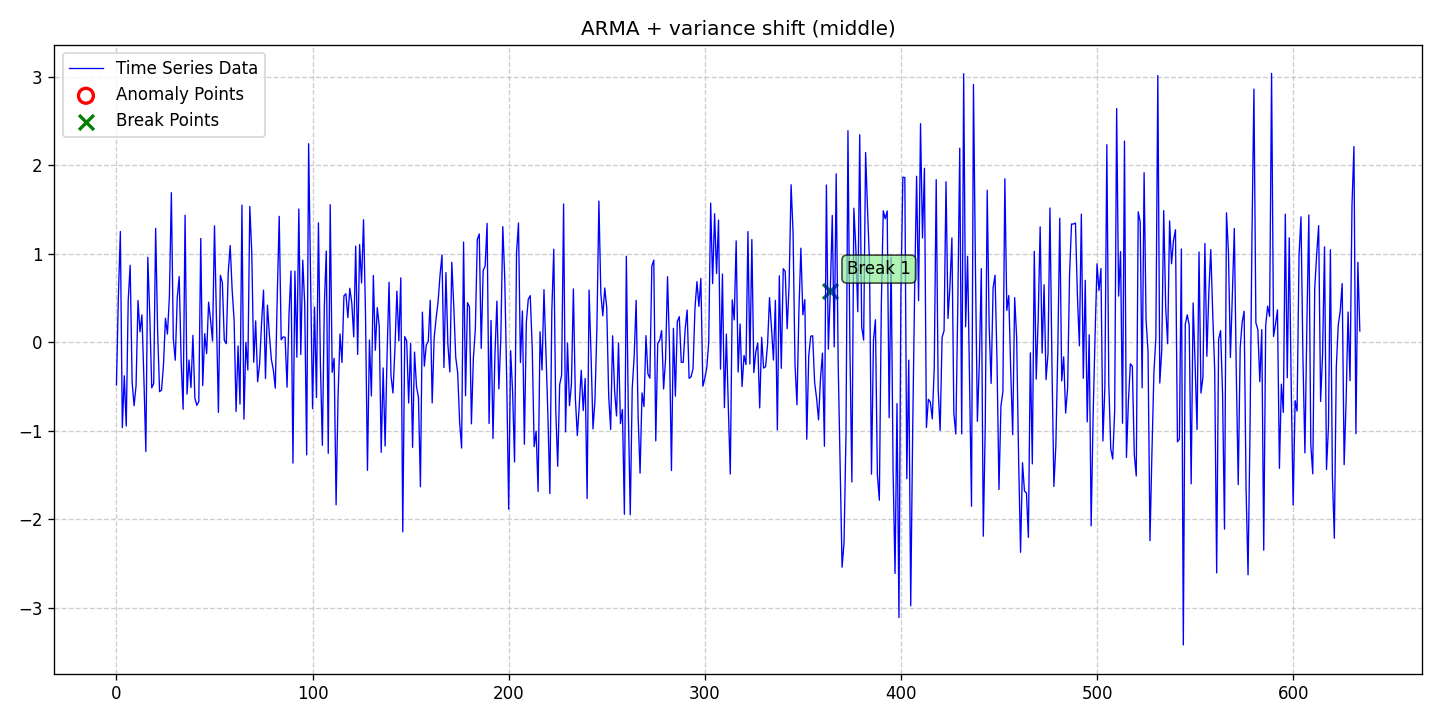 ARMA + variance shift (middle)
Time Series Data
Anomaly Points
Break Points
Break 1
3
2
1
0
−1
−2
−3
0 100 200 300 400 500 600